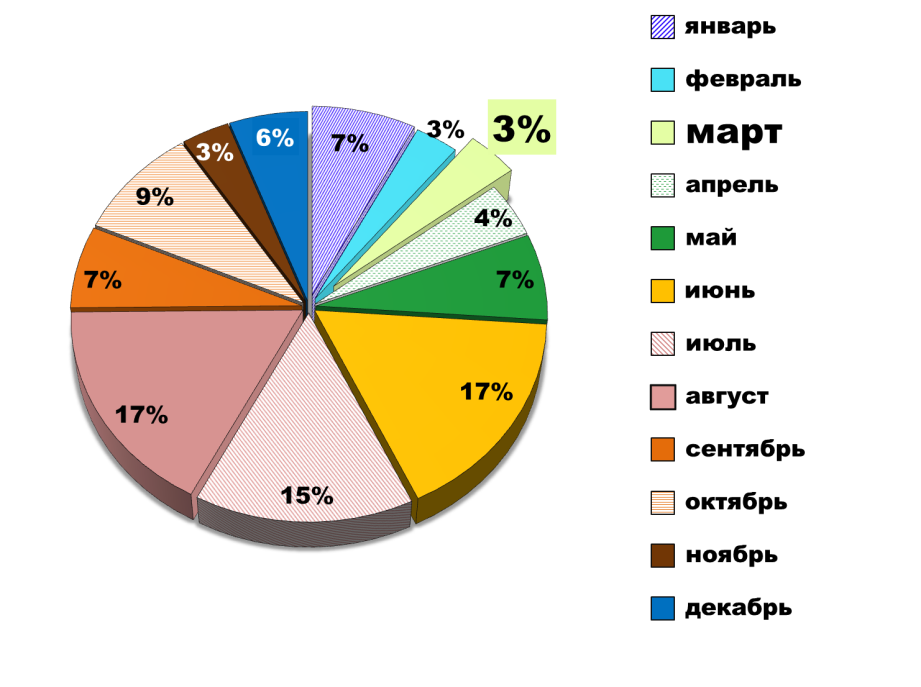 7%
3%
3%
4%
7%
17%
15%
17%
7%
9%
3%
6%
январь
февраль
март
апрель
май
июнь
июль
август
сентябрь
октябрь
ноябрь
декабрь